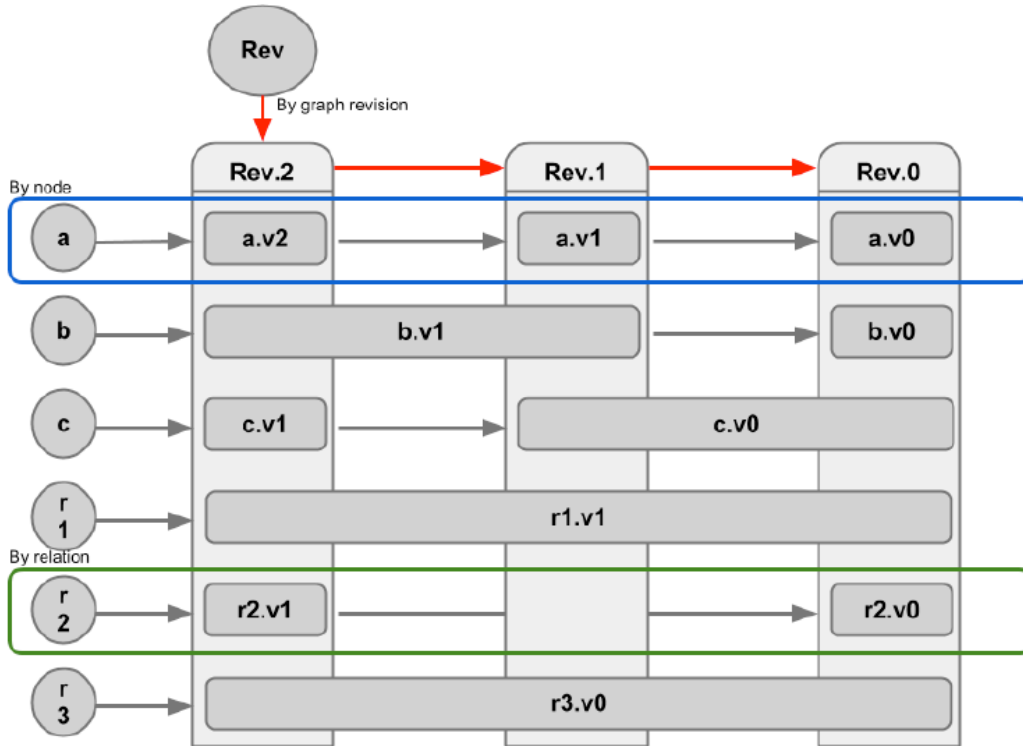 Rev
By graph revision
Rev.2
Rev.1
Rev.0
By node
a
a.v2
a.v1
a.v0
b
b.v1
b.v0
c
c.v1
c.v0
r
1
r1.v1
By relation
r
2
r2.v1
r2.v0
r
3
r3.v0